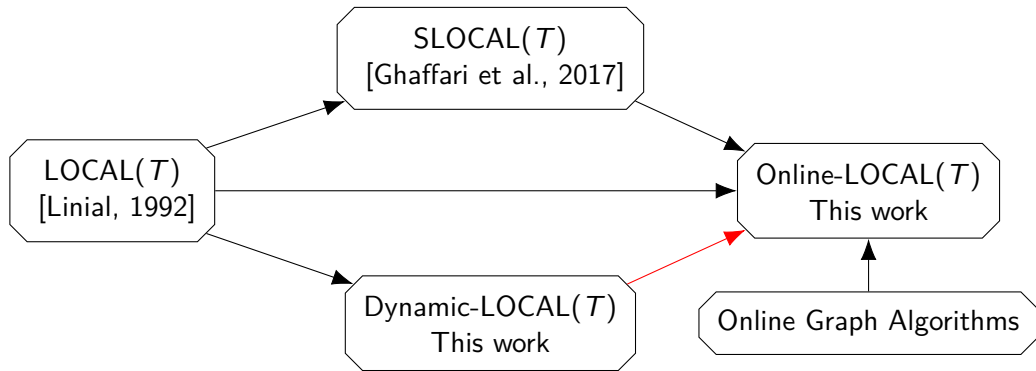 SLOCAL(T)
[Ghaffari et al., 2017]
LOCAL(T)
[Linial, 1992]
Online-LOCAL(T)
This work
Dynamic-LOCAL(T)
This work
Online Graph Algorithms